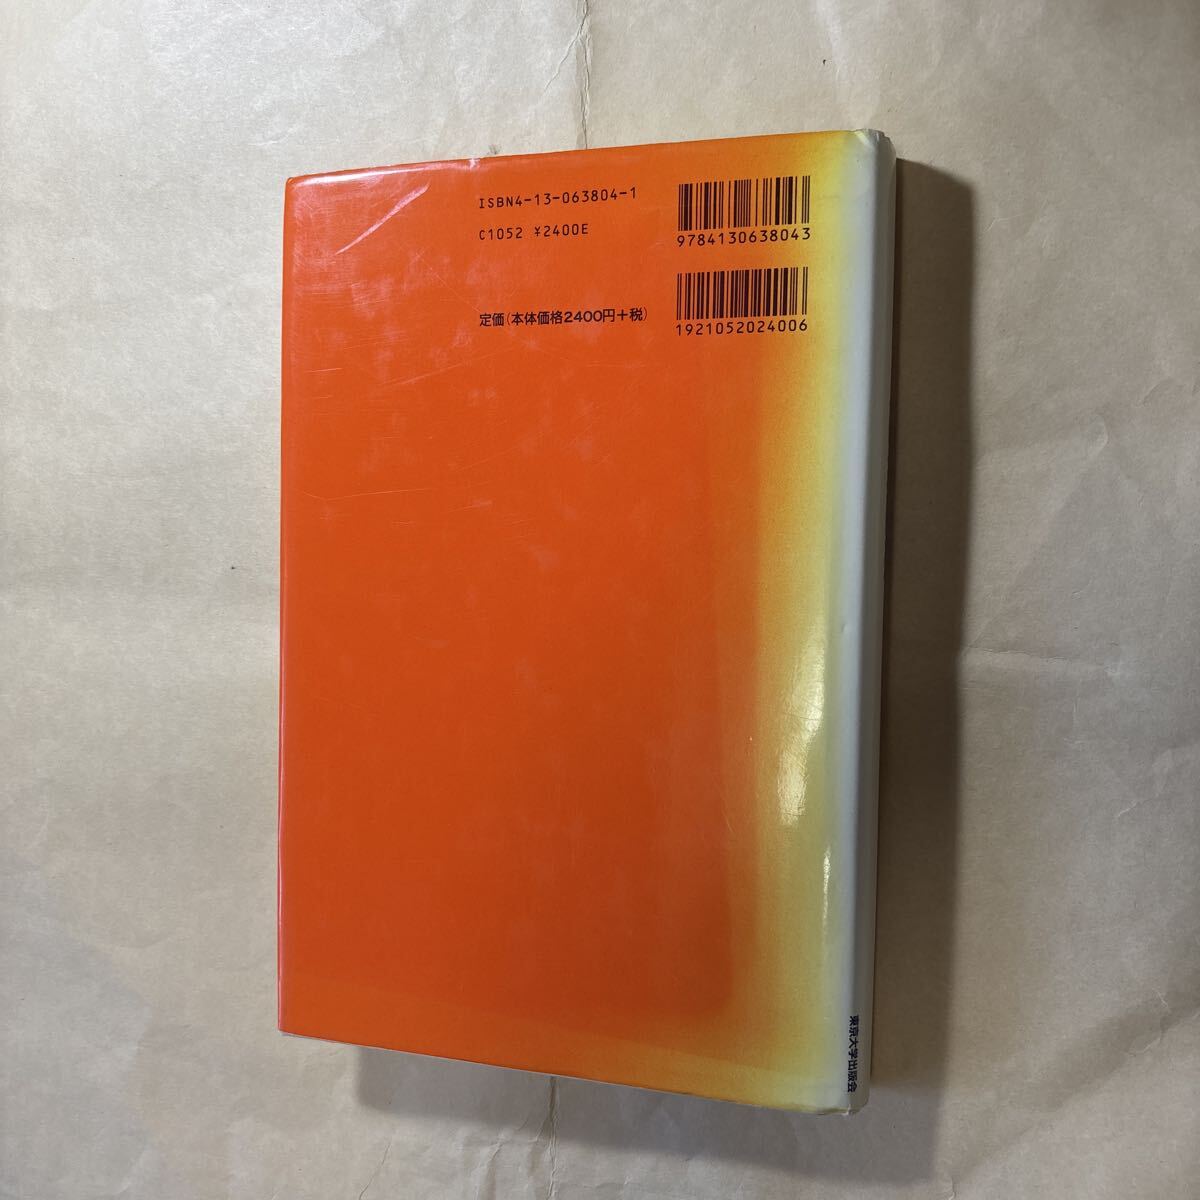 ISBN4-13-063804-1
C1052 ¥2400E
定価(本体価格2400円+税)
9784130638043
1921052024006
東京大学出版会